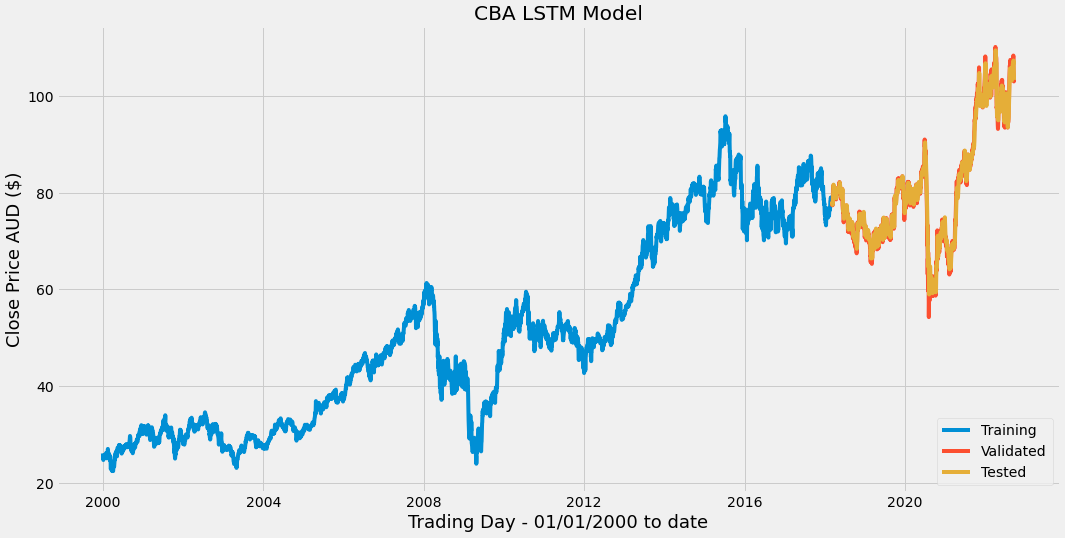 CBA LSTM Model
Close Price AUD ($)
100
80
60
40
20
2000
2004
2008
2012
2016
2020
Trading Day - 01/01/2000 to date
Training
Validated
Tested